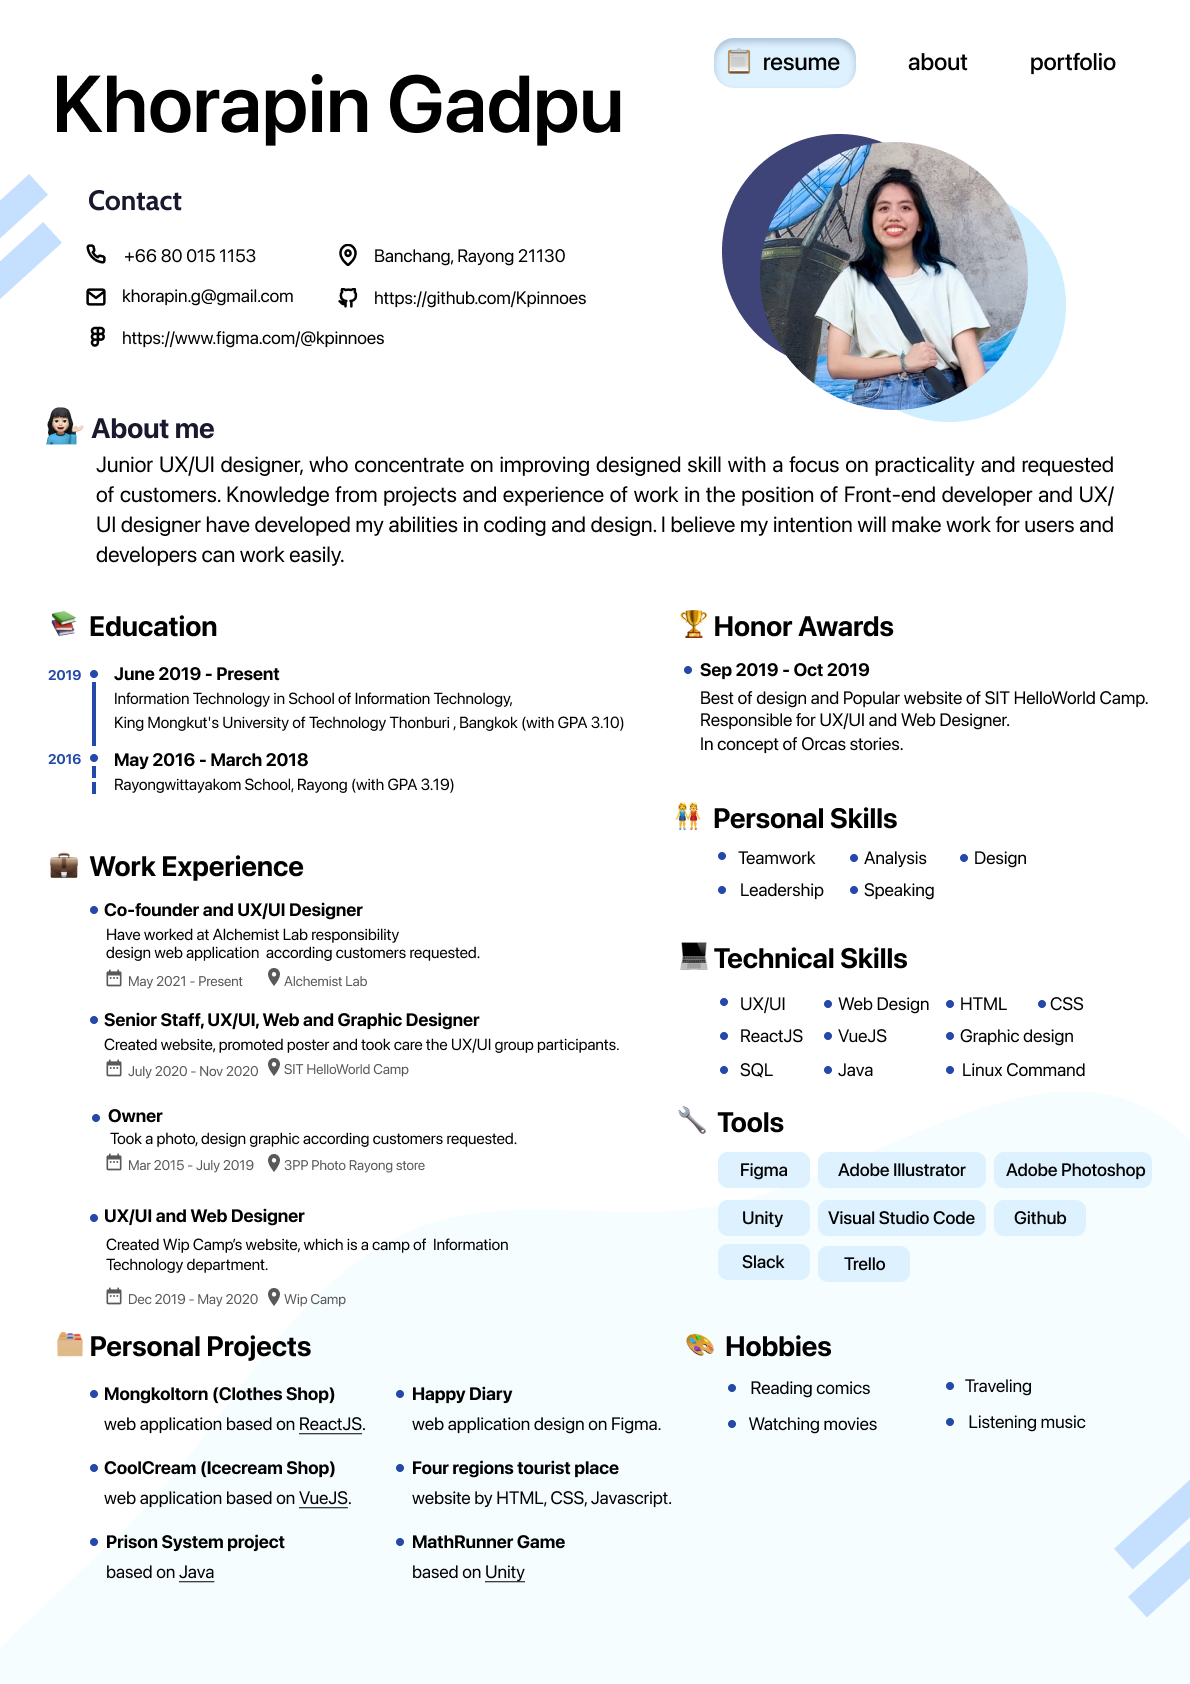 resume
about
portfolio
Khorapin Gadpu
Contact
+66 80 015 1153
Banchang, Rayong 21130
khorapin.g@gmail.com
https://github.com/Kpinnoes
https://www.figma.com/@kpinnoes
About me
Junior UX/UI designer, who concentrate on improving designed skill with a focus on practicality and requested
of customers. Knowledge from projects and experience of work in the position of Front-end developer and UX/
UI designer have developed my abilities in coding and design. I believe my intention will make work for users and
developers can work easily.
Education
2019
June 2019 - Present
Information Technology in School of Information Technology,
King Mongkut's University of Technology Thonburi , Bangkok (with GPA 3.10)
2016
May 2016 - March 2018
Rayongwittayakom School, Rayong (with GPA 3.19)
Work Experience
Co-founder and UX/UI Designer
Have worked at Alchemist Lab responsibility
design web application  according customers requested.
May 2021 - Present
Alchemist Lab
Senior Staff, UX/UI, Web and Graphic Designer
Created website, promoted poster and took care the UX/UI group participants.
July 2020 - Nov 2020
SIT HelloWorld Camp
Owner
Took a photo, design graphic according customers requested.
Mar 2015 - July 2019
3PP Photo Rayong store
UX/UI and Web Designer
Created Wip Camp's website, which is a camp of  Information
Technology department.
Dec 2019 - May 2020
Wip Camp
Personal Projects
Mongkoltorn (Clothes Shop)
web application based on ReactJS.
Happy Diary
web application design on Figma.
CoolCream (Icecream Shop)
web application based on VueJS.
Four regions tourist place
website by HTML, CSS, Javascript.
Prison System project
based on Java
MathRunner Game
based on Unity
Honor Awards
Sep 2019 - Oct 2019
Best of design and Popular website of SIT HelloWorld Camp.
Responsible for UX/UI and Web Designer.
In concept of Orcas stories.
Personal Skills
Teamwork
Analysis
Design
Leadership
Speaking
Technical Skills
UX/UI
Web Design
HTML
CSS
ReactJS
VueJS
Graphic design
SQL
Java
Linux Command
Tools
Figma
Adobe Illustrator
Adobe Photoshop
Unity
Visual Studio Code
Github
Slack
Trello
Hobbies
Reading comics
Traveling
Watching movies
Listening music